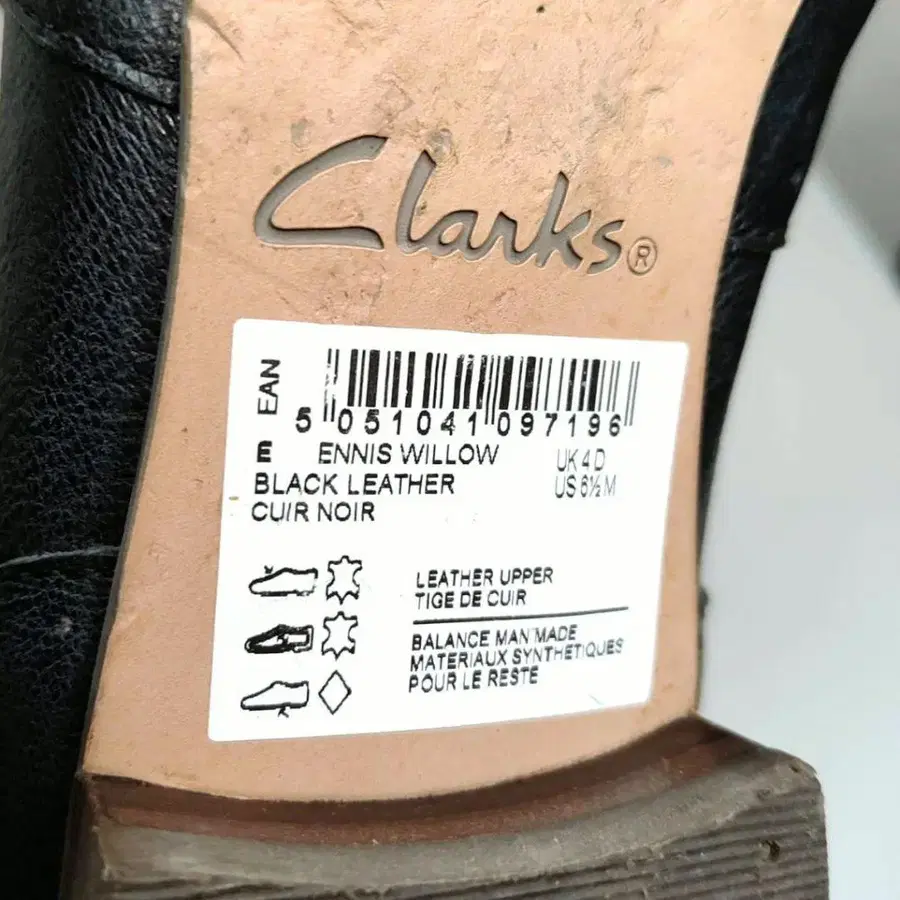 Clarks®
EAN
5 051041 097196
E ENNIS WILLOW UK 4 D
BLACK LEATHER US 6½ M
CUIR NOIR
LEATHER UPPER
TIGE DE CUIR
BALANCE MAN'MADE
MATERIAUX SYNTHETIQUES
POUR LE RESTE